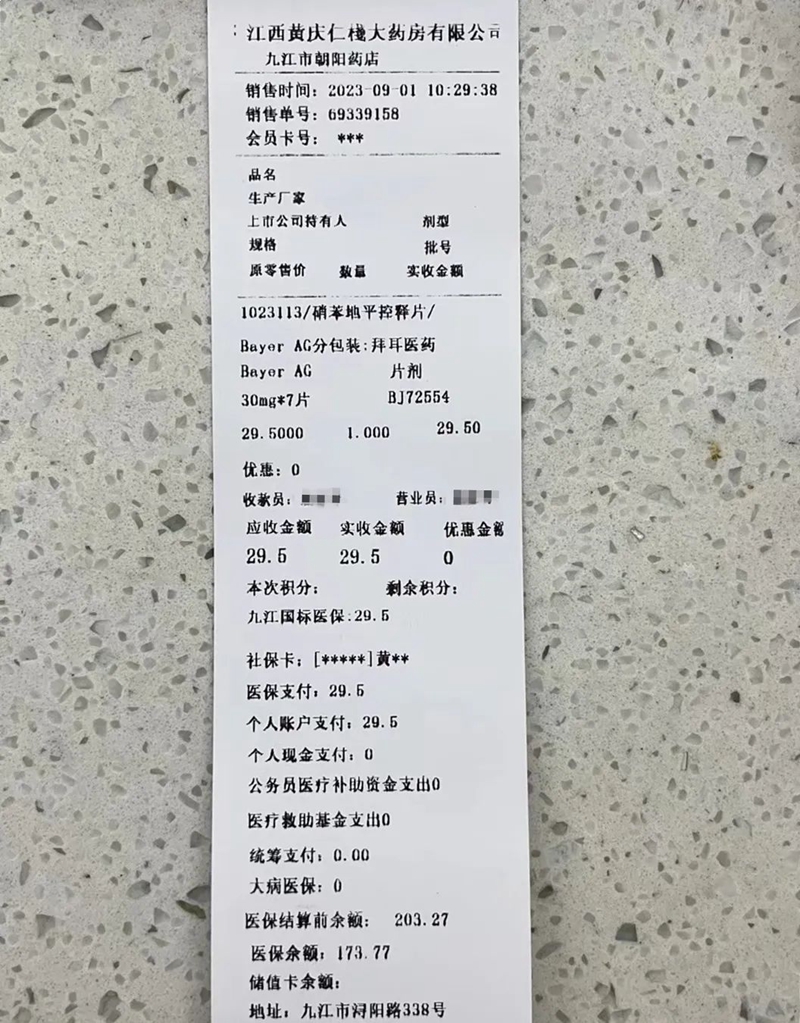 江西黄庆仁栈大药房有限公司
九江市朝阳药店
销售时间：2023-09-01 10:29:38
销售单号：69339158
会员卡号： ***
品名
生产厂家
上市公司持有人 剂型
规格 批号
原零售价 数量 实收金额
1023113/硝苯地平控释片/
Bayer AG分包装:拜耳医药
Bayer AG 片剂
30mg*7片 BJ72554
29.5000 1.000 29.50
优惠：0
收款员： 营业员：
应收金额 实收金额 优惠金额
29.5 29.5 0
本次积分： 剩余积分：
九江国标医保:29.5
社保卡：[*****]黄**
医保支付：29.5
个人账户支付：29.5
个人现金支付：0
公务员医疗补助资金支出0
医疗救助基金支出0
统筹支付：0.00
大病医保：0
医保结算前余额： 203.27
医保余额：173.77
储值卡余额：
地址：九江市浔阳路338号